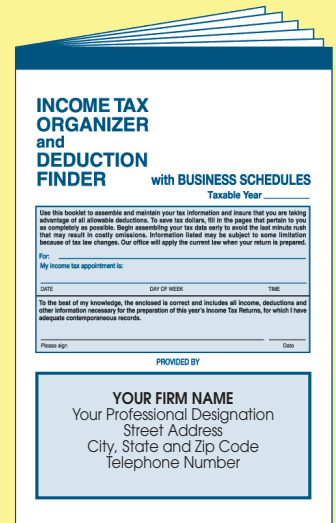 INCOME TAX
ORGANIZER
and
DEDUCTION
FINDER
with BUSINESS SCHEDULES
Taxable Year
Use this booklet to assemble and maintain your tax information and insure that you are taking
advantage of all allowable deductions. To save tax dollars, fill in the pages that pertain to you
as completely as possible. Begin assembling your tax data early to avoid the last minute rush
that may result in costly omissions. Information listed may be subject to some limitation
because of tax law changes. Our office will apply the current law when your return is prepared.
For:
My income tax appointment is:
DATE DAY OF WEEK TIME
To the best of my knowledge, the enclosed is correct and includes all income, deductions and
other information necessary for the preparation of this year's Income Tax Returns, for which I have
adequate contemporaneous records.
Please sign Date
PROVIDED BY
YOUR FIRM NAME
Your Professional Designation
Street Address
City, State and Zip Code
Telephone Number